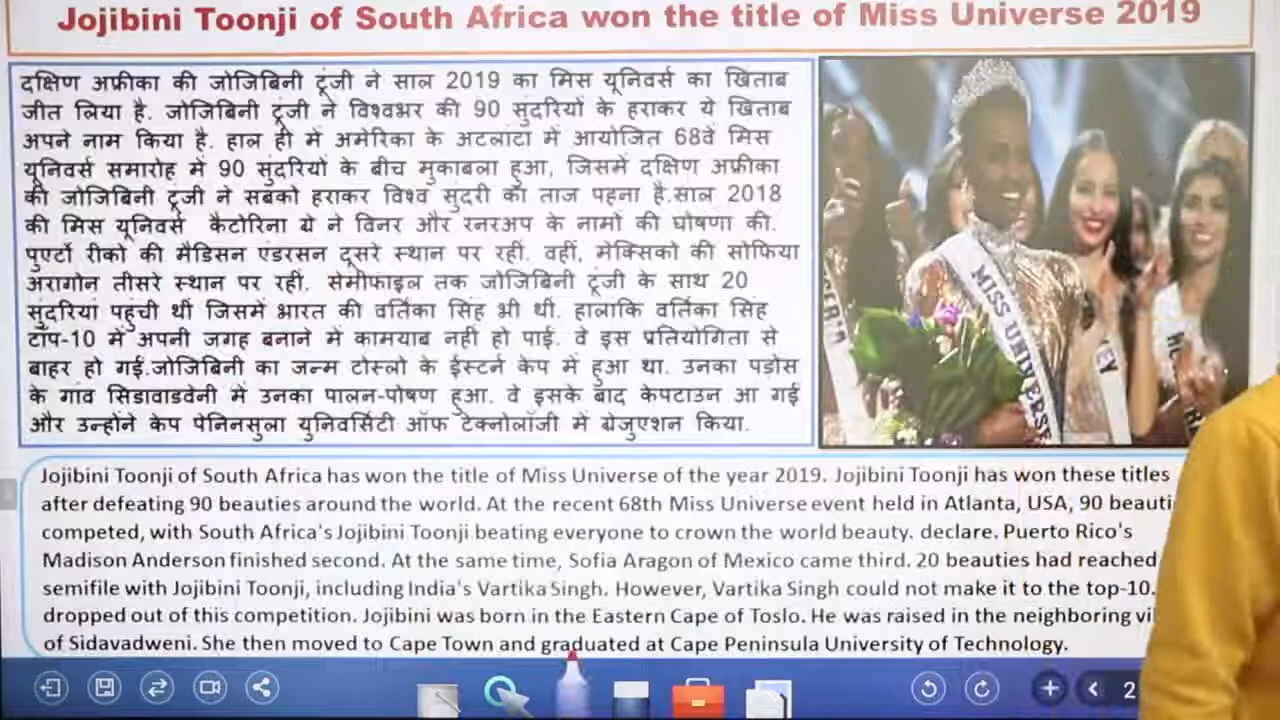 Jojibini Toonji of South Africa won the title of Miss Universe 2019
दक्षिण अफ्रीका की जोजिबिनी टूंजी ने साल 2019 का मिस यूनिवर्स का खिताब
जीत लिया है. जोजिबिनी टूंजी ने विश्वभर की 90 सुंदरियों के हराकर ये खिताब
अपने नाम किया है. हाल ही में अमेरिका के अटलांटा में आयोजित 68वें मिस
यूनिवर्स समारोह में 90 सुंदरियों के बीच मुकाबला हुआ, जिसमें दक्षिण अफ्रीका
की जोजिबिनी टूंजी ने सबको हराकर विश्व सुंदरी का ताज पहना है.साल 2018
की मिस यूनिवर्स कैटोरिना ग्रे ने विनर और रनरअप के नामों की घोषणा की.
पुएर्टो रीको की मैडिसन एंडरसन दूसरे स्थान पर रहीं. वहीं, मेक्सिको की सोफिया
अरागोन तीसरे स्थान पर रहीं. सेमीफाइल तक जोजिबिनी टूंजी के साथ 20
सुंदरियां पहुंची थीं जिसमें भारत की वर्तिका सिंह भी थीं. हालांकि वर्तिका सिंह
टॉप-10 में अपनी जगह बनाने में कामयाब नहीं हो पाईं. वे इस प्रतियोगिता से
बाहर हो गईं.जोजिबिनी का जन्म टोस्लो के ईस्टर्न केप में हुआ था. उनका पड़ोस
के गांव सिडावाडवेनी में उनका पालन-पोषण हुआ. वे इसके बाद केपटाउन आ गईं
और उन्होंने केप पेनिनसुला युनिवर्सिटी ऑफ टेक्नोलॉजी में ग्रेजुएशन किया.
MISS UNIVERSE
EY
Jojibini Toonji of South Africa has won the title of Miss Universe of the year 2019. Jojibini Toonji has won these titles
after defeating 90 beauties around the world. At the recent 68th Miss Universe event held in Atlanta, USA, 90 beauti
competed, with South Africa's Jojibini Toonji beating everyone to crown the world beauty. declare. Puerto Rico's
Madison Anderson finished second. At the same time, Sofia Aragon of Mexico came third. 20 beauties had reached
semifile with Jojibini Toonji, including India's Vartika Singh. However, Vartika Singh could not make it to the top-10.
dropped out of this competition. Jojibini was born in the Eastern Cape of Toslo. He was raised in the neighboring vi
of Sidavadweni. She then moved to Cape Town and graduated at Cape Peninsula University of Technology.
2